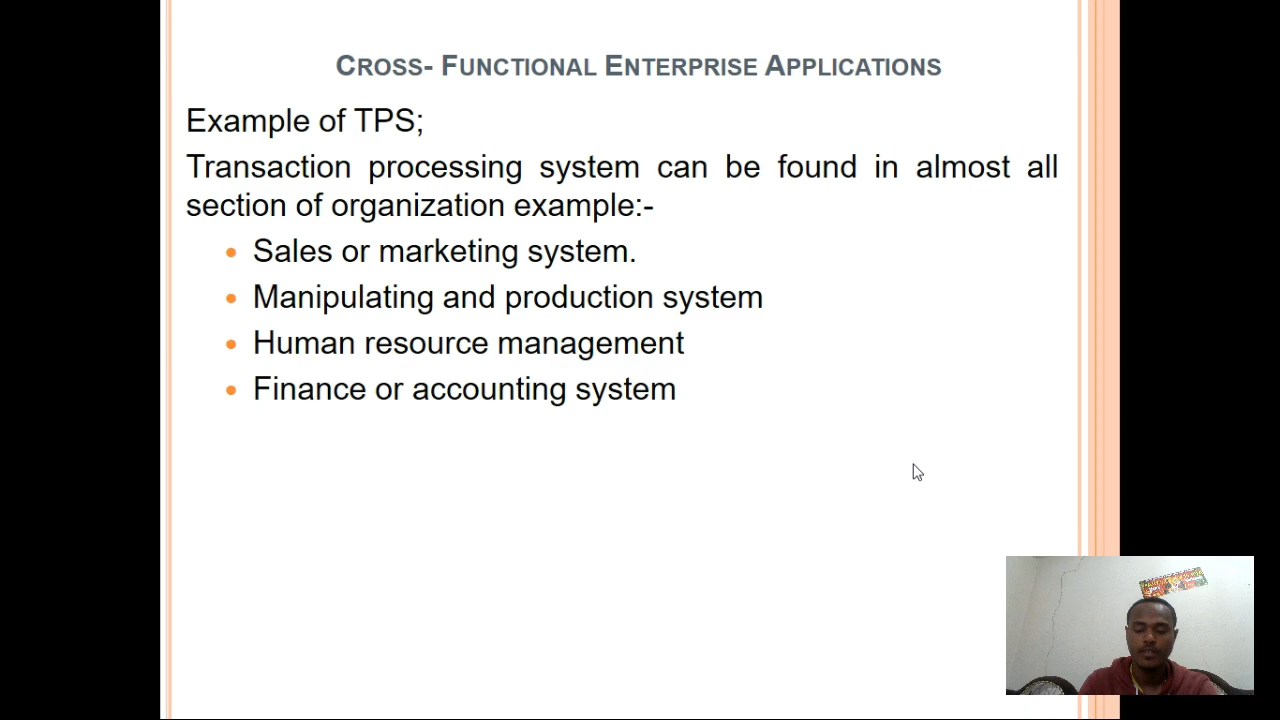 CROSS- FUNCTIONAL ENTERPRISE APPLICATIONS
Example of TPS;
Transaction processing system can be found in almost all
section of organization example:-
• Sales or marketing system.
• Manipulating and production system
• Human resource management
• Finance or accounting system